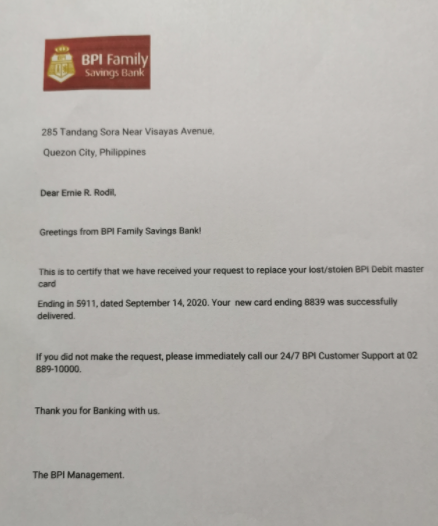 BPI Family
Savings Bank
285 Tandang Sora Near Visayas Avenue,
Quezon City, Philippines
Dear Ernie R. Rodil,
Greetings from BPI Family Savings Bank!
This is to certify that we have received your request to replace your lost/stolen BPI Debit master
card
Ending in 5911, dated September 14, 2020. Your new card ending 8839 was successfully
delivered.
If you did not make the request, please immediately call our 24/7 BPI Customer Support at 02
889-10000.
Thank you for Banking with us.
The BPI Management.